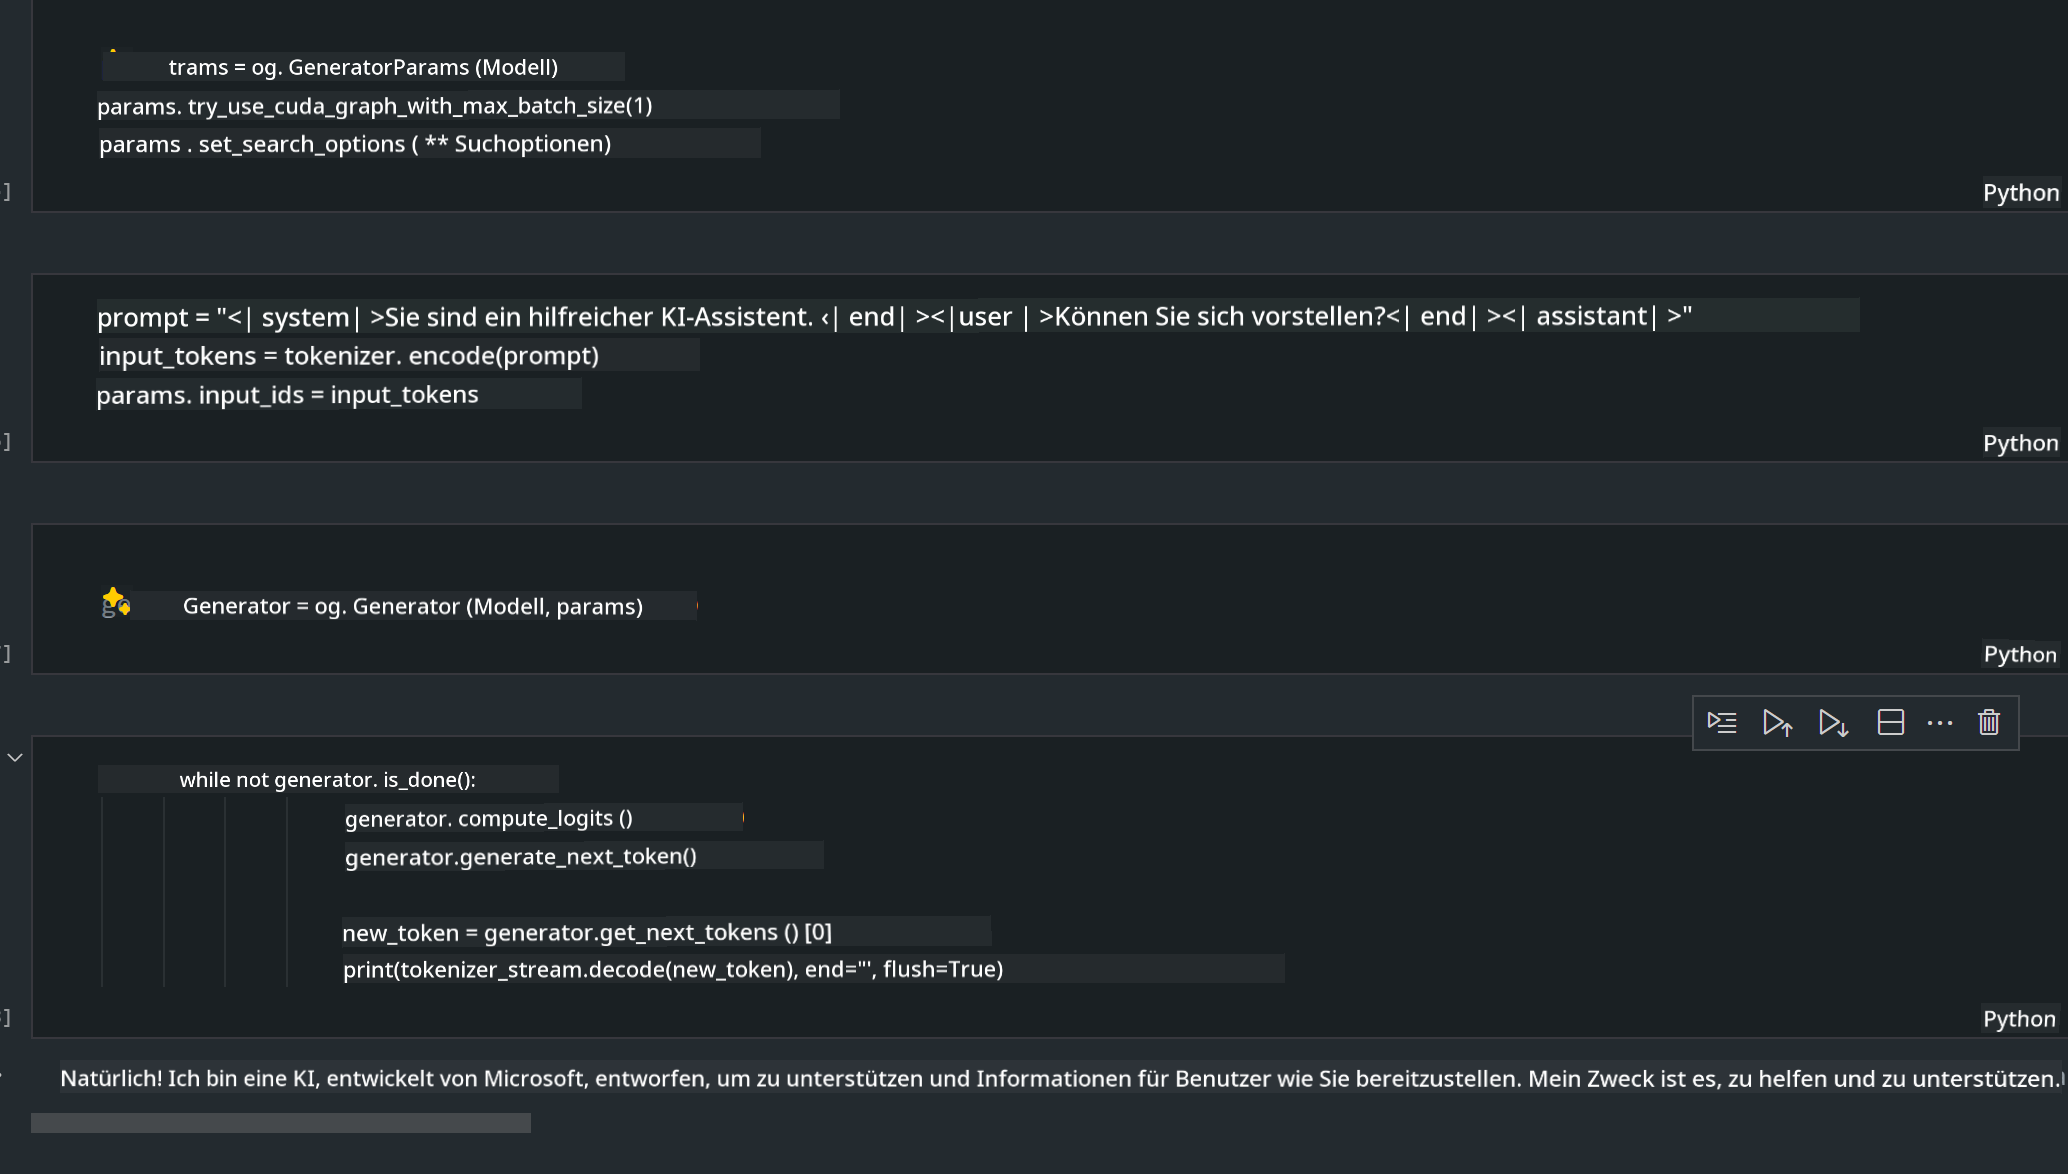 trams = og. GeneratorParams (Modell)
params. try_use_cuda_graph_with_max_batch_size(1)
params . set_search_options ( ** Suchoptionen)
]
Python
prompt = "<| system| >Sie sind ein hilfreicher KI-Assistent. ‹| end| ><|user | >Können Sie sich vorstellen?<| end| ><| assistant| >"
input_tokens = tokenizer. encode(prompt)
params. input_ids = input_tokens
]
Python
Generator = og. Generator (Modell, params)
]
Python
while not generator. is_done():
generator. compute_logits ()
generator.generate_next_token()
new_token = generator.get_next_tokens () [0]
print(tokenizer_stream.decode(new_token), end="', flush=True)
]
Python
Natürlich! Ich bin eine KI, entwickelt von Microsoft, entworfen, um zu unterstützen und Informationen für Benutzer wie Sie bereitzustellen. Mein Zweck ist es, zu helfen und zu unterstützen.